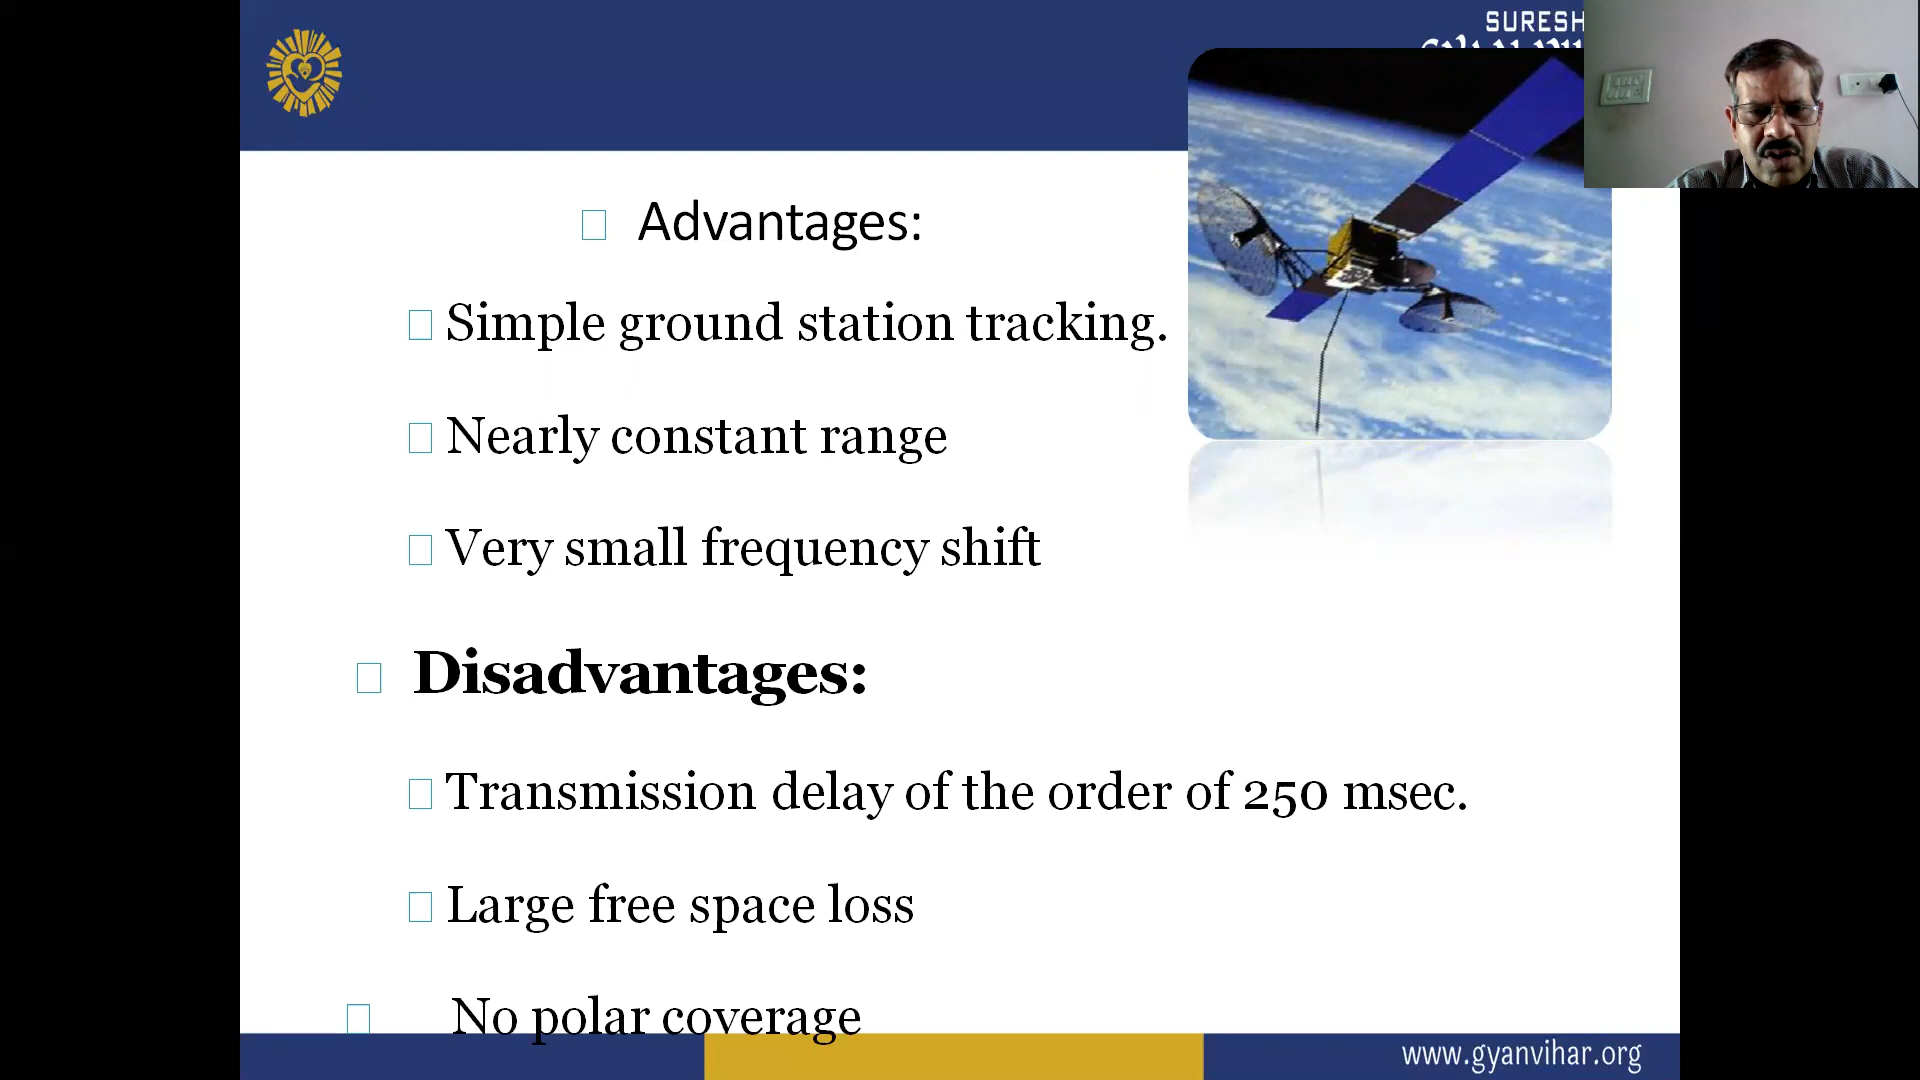 SURESH
Advantages:
Simple ground station tracking.
Nearly constant range
Very small frequency shift
Disadvantages:
Transmission delay of the order of 250 msec.
Large free space loss
No polar coverage
www.gyanvihar.org